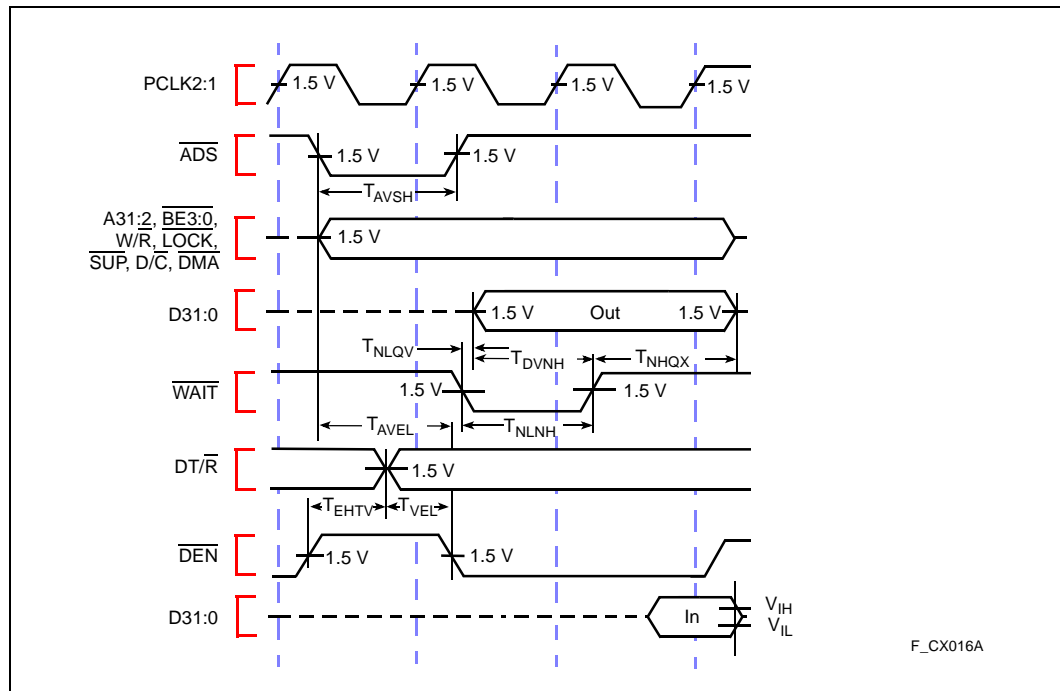 PCLK2:1
1.5 V
1.5 V
1.5 V
1.5 V
ADS
1.5 V
1.5 V
TAVSH
A31:2, BE3:0,
W/R, LOCK,
SUP, D/C, DMA
1.5 V
D31:0
1.5 V
Out
1.5 V
TNLQV
TDVNH
TNHQX
WAIT
1.5 V
1.5 V
TAVEL
TNLNH
DT/R
1.5 V
TEHTV
TVEL
DEN
1.5 V
1.5 V
D31:0
In
VIH
VIL
F_CX016A